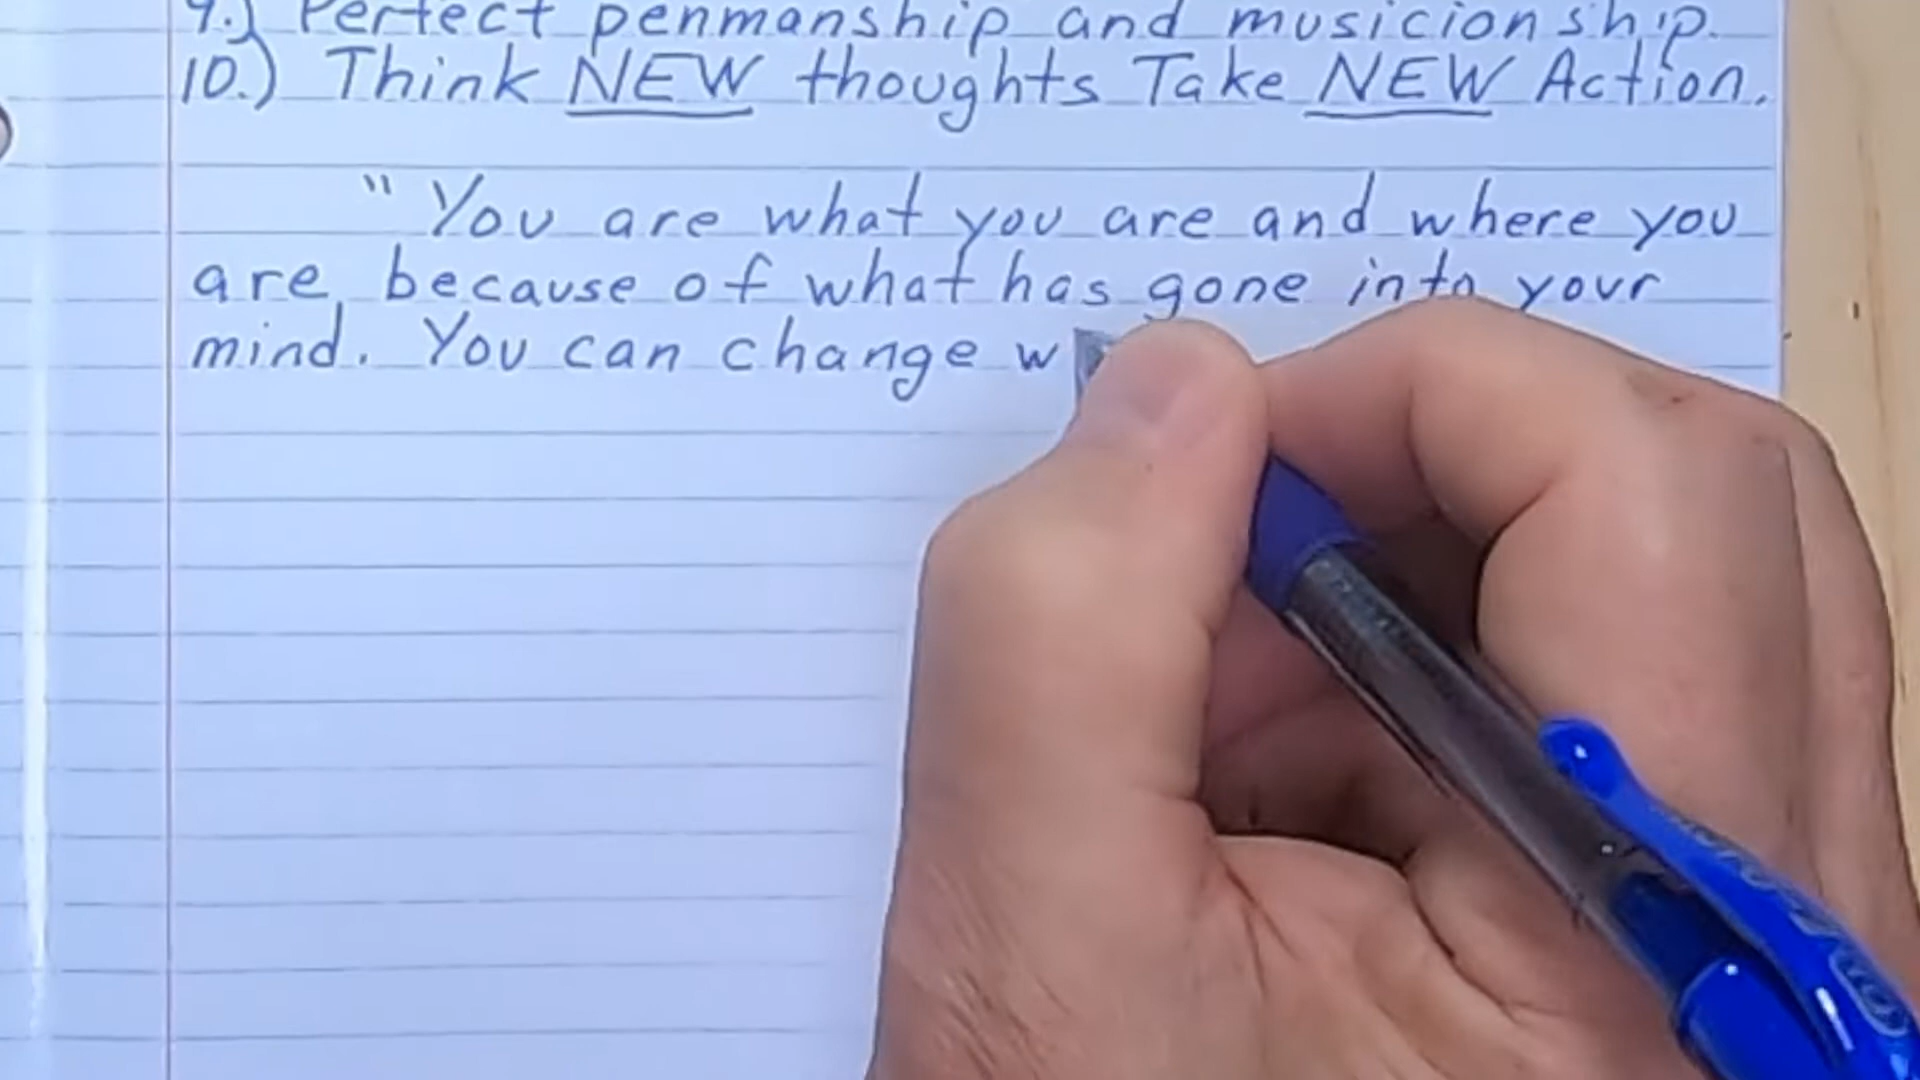 9.) Perfect penmanship and musicionship.
10.) Think NEW thoughts Take NEW Action.
"You are what you are and where you
are, because of what has gone into your
mind. You can change w